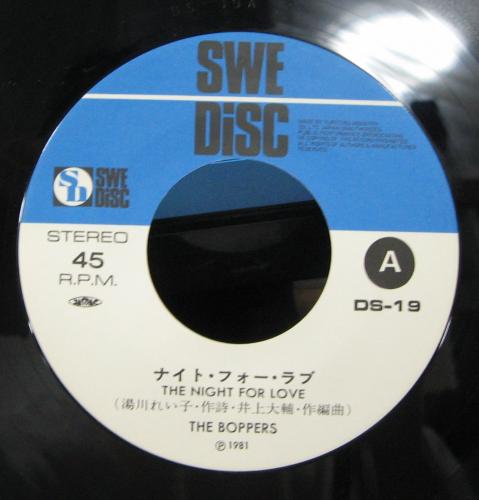 SWE
DiSC
SWE
DiSC
STEREO
45
R.P.M.
A
DS-19
ナイト・フォー・ラブ
THE NIGHT FOR LOVE
(湯川れい子・作詩・井上大輔・作編曲)
THE BOPPERS
Ⓟ1981